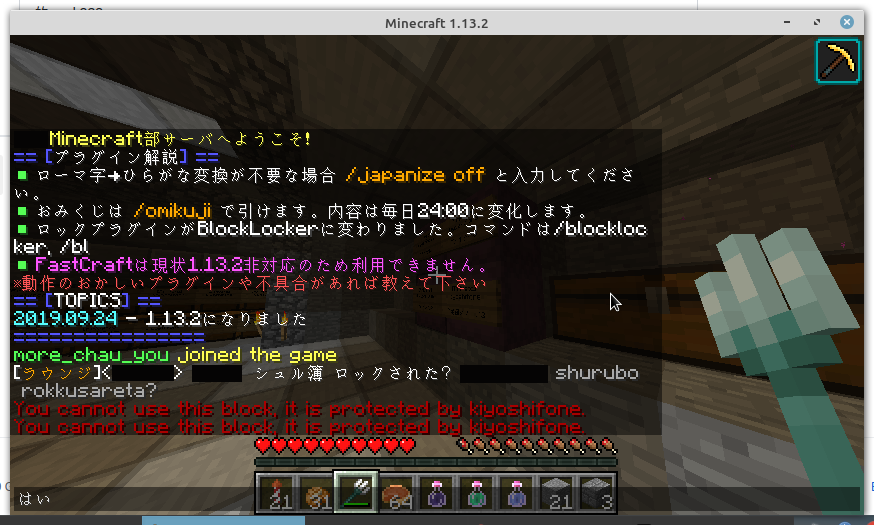 Minecraft 1.13.2
Minecraft部サーバへようこそ!
== [プラグイン解説] ==
■ ローマ字→ひらがな変換が不要な場合 /japanize off と入力してくださ
い。
■ おみくじは /omikuji で引けます。内容は毎日24:00に変化します。
■ ロックプラグインがBlockLockerに変わりました。コマンドは/blockloc
ker, /bl
■ FastCraftは現状1.13.2非対応のため利用できません。
※動作のおかしいプラグインや不具合があれば教えて下さい
== [TOPICS] ==
2019.09.24 - 1.13.2になりました
=================
more_chau_you joined the game
[ラウンジ]< > シュル簿 ロックされた? shurubo
rokkusareta?
You cannot use this block, it is protected by kiyoshifone.
You cannot use this block, it is protected by kiyoshifone.
21 31 64 21 3
はい